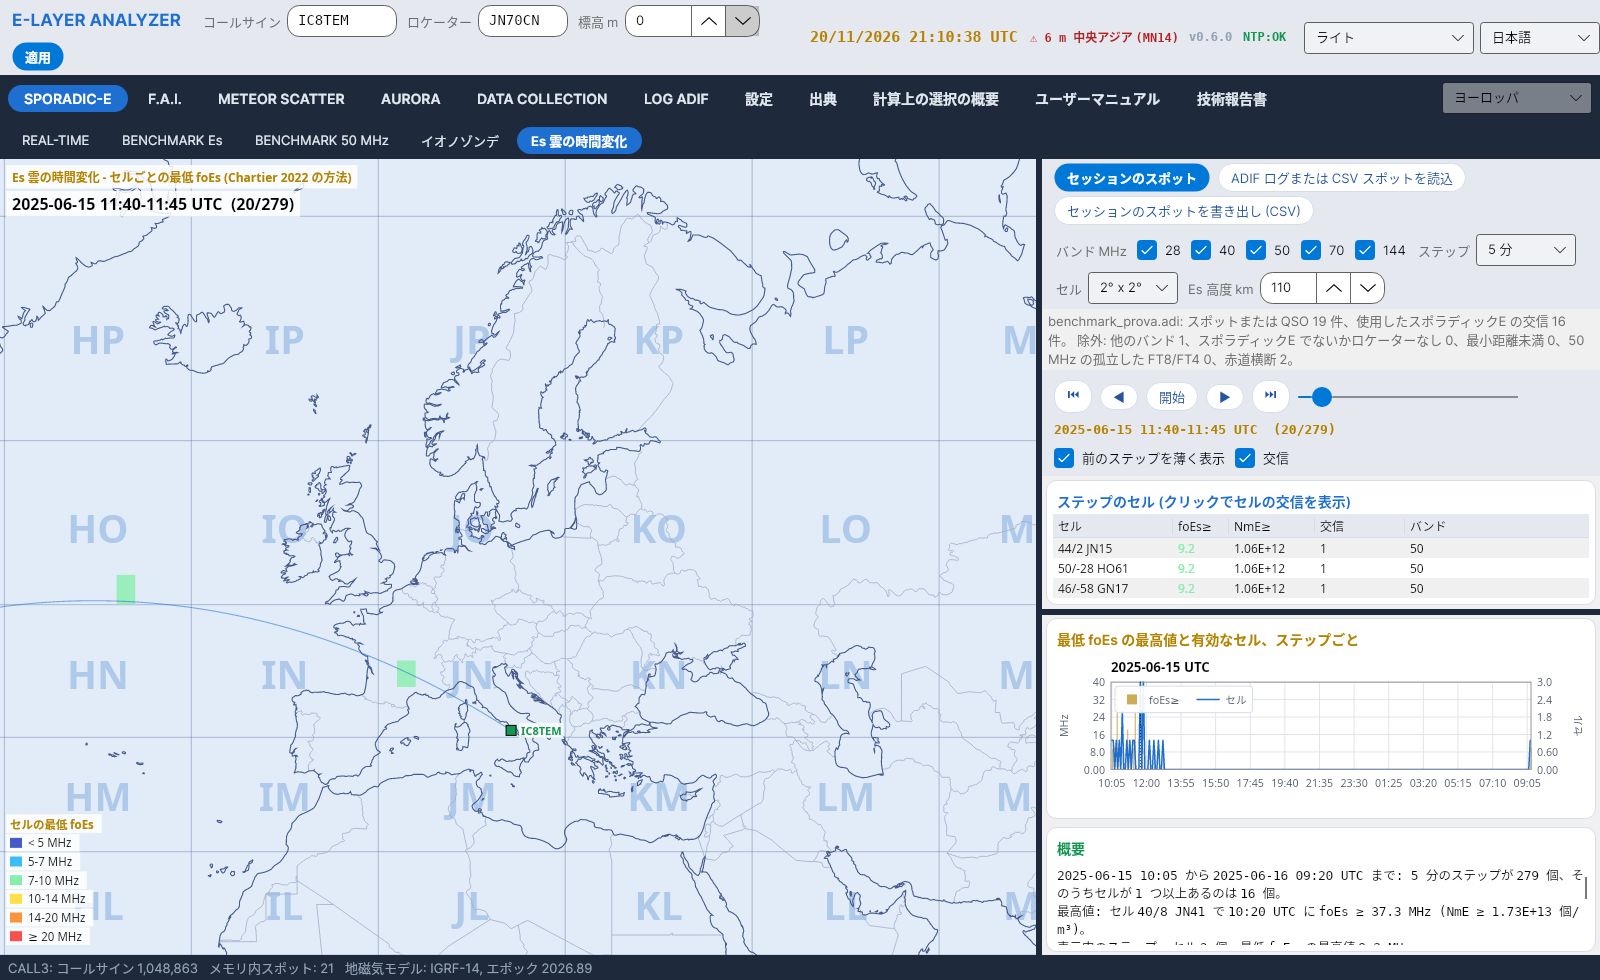 E-LAYER ANALYZER
コールサイン IC8TEM ロケーター JN70CN 標高 m 0
適用
20/11/2026 21:10:38 UTC ⚠ 6 m 中央アジア (MN14) v0.6.0 NTP:OK ライト 日本語
SPORADIC-E F.A.I. METEOR SCATTER AURORA DATA COLLECTION LOG ADIF 設定 出典 計算上の選択の概要 ユーザーマニュアル 技術報告書 ヨーロッパ
REAL-TIME BENCHMARK Es BENCHMARK 50 MHz イオノゾンデ Es 雲の時間変化
Es 雲の時間変化 - セルごとの最低 foEs (Chartier 2022 の方法)
2025-06-15 11:40-11:45 UTC (20/279)
HP IP JP KP LP M
HO IO JO KO LO M
HN IN JN KN LN M
IC8TEM
HM IM JM KM LM M
IL JL KL LL M
セルの最低 foEs
< 5 MHz
5-7 MHz
7-10 MHz
10-14 MHz
14-20 MHz
≥ 20 MHz
セッションのスポット ADIF ログまたは CSV スポットを読込
セッションのスポットを書き出し (CSV)
バンド MHz 28 40 50 70 144 ステップ 5 分
セル 2° x 2° Es 高度 km 110
benchmark_prova.adi: スポットまたは QSO 19 件、使用したスポラディックE の交信 16
件。 除外: 他のバンド 1、スポラディックE でないかロケーターなし 0、最小距離未満 0、50
MHz の孤立した FT8/FT4 0、赤道横断 2。
⏮ ◀ 開始 ▶ ⏭
2025-06-15 11:40-11:45 UTC (20/279)
前のステップを薄く表示 交信
ステップのセル (クリックでセルの交信を表示)
セル foEs≥ NmE≥ 交信 バンド
44/2 JN15 9.2 1.06E+12 1 50
50/-28 HO61 9.2 1.06E+12 1 50
46/-58 GN17 9.2 1.06E+12 1 50
最低 foEs の最高値と有効なセル、ステップごと
2025-06-15 UTC
foEs≥ セル
MHz
40
32
24
16
8.0
0.00
3.0
2.4
1.8
1.2
0.60
0.00
セル
10:05 12:00 13:55 15:50 17:45 19:40 21:35 23:30 01:25 03:20 05:15 07:10 09:05
概要
2025-06-15 10:05 から 2025-06-16 09:20 UTC まで: 5 分のステップが 279 個、そ
のうちセルが 1 つ以上あるのは 16 個。
最高値: セル 40/8 JN41 で 10:20 UTC に foEs ≥ 37.3 MHz (NmE ≥ 1.73E+13 個/
m³)。
CALL3: コールサイン 1,048,863 メモリ内スポット: 21 地磁気モデル: IGRF-14, エポック 2026.89